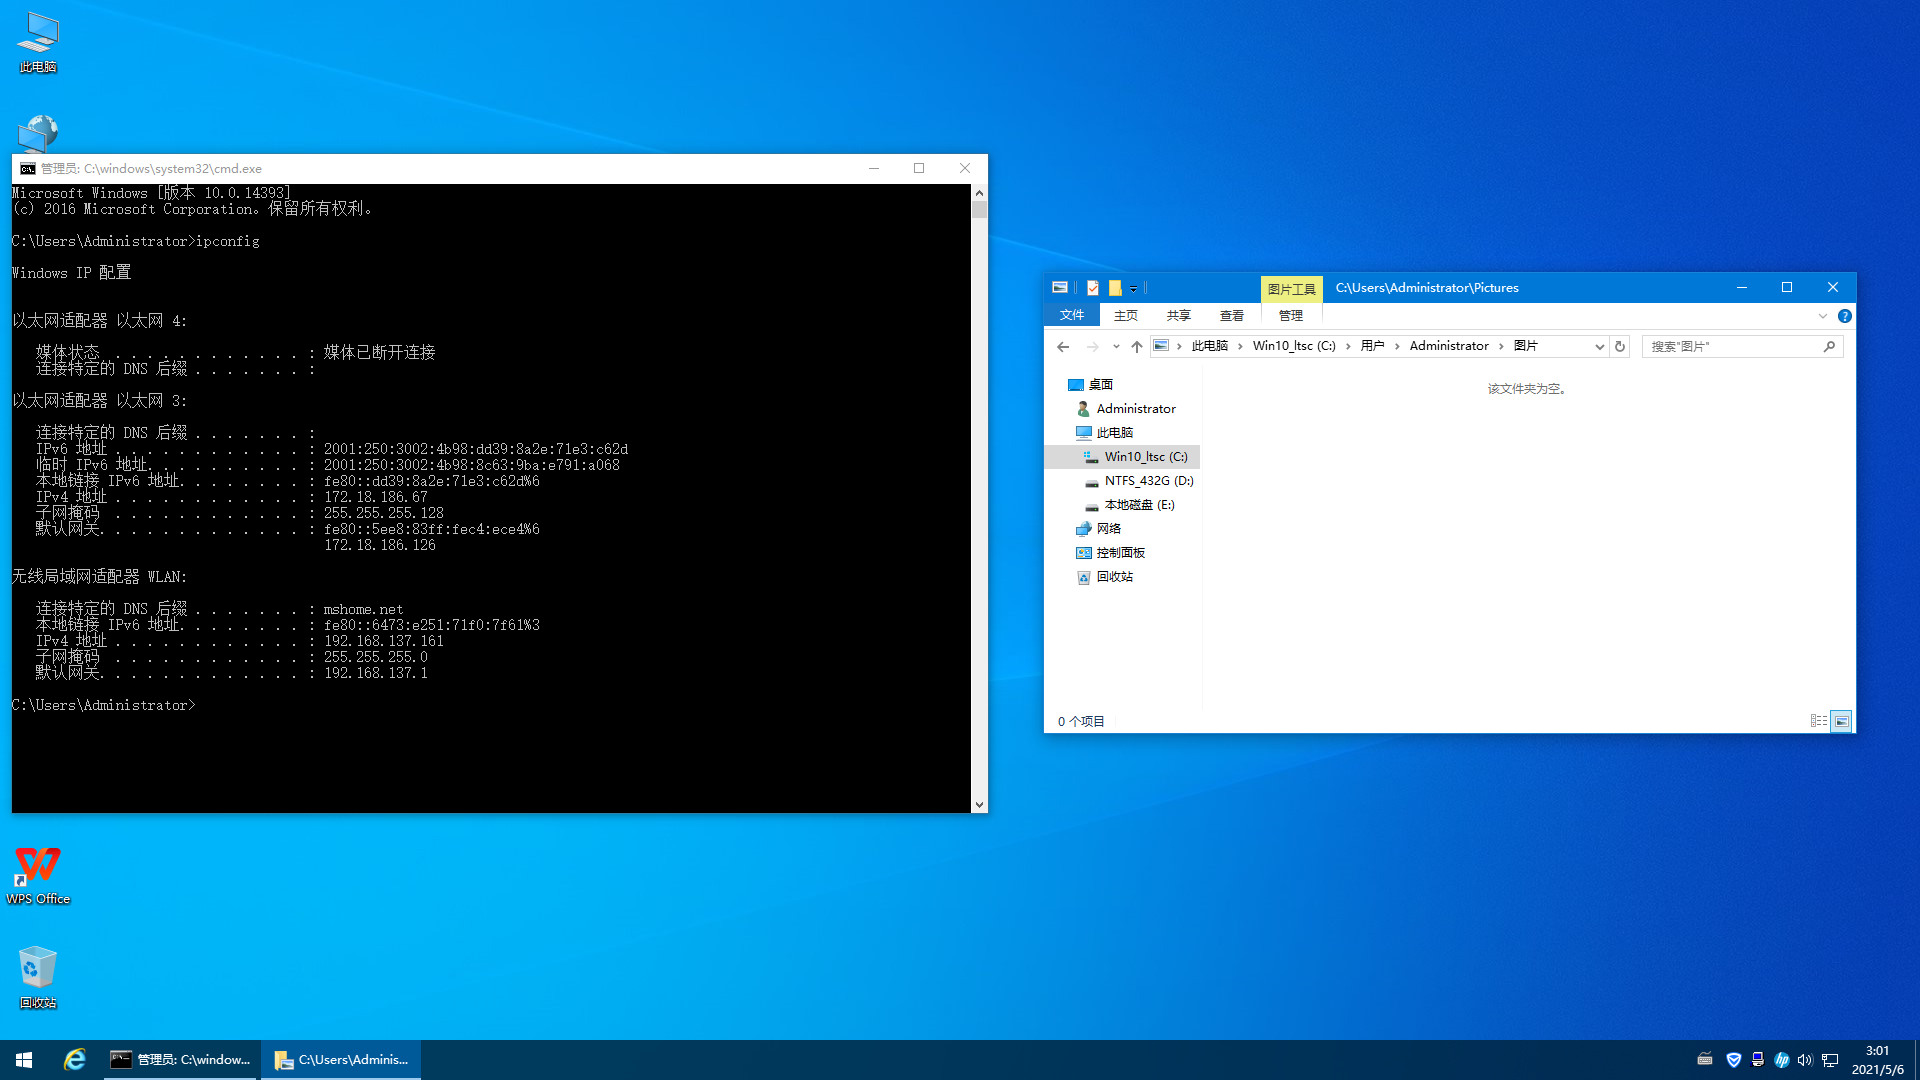 此电脑
管理员: C:\windows\system32\cmd.exe
Microsoft Windows [版本 10.0.14393]
(c) 2016 Microsoft Corporation。保留所有权利。
C:\Users\Administrator>ipconfig
Windows IP 配置
以太网适配器 以太网 4:
媒体状态 . . . . . . . . . . . . : 媒体已断开连接
连接特定的 DNS 后缀 . . . . . . . :
以太网适配器 以太网 3:
连接特定的 DNS 后缀 . . . . . . . :
IPv6 地址 . . . . . . . . . . . . : 2001:250:3002:4b98:dd39:8a2e:71e3:c62d
临时 IPv6 地址. . . . . . . . . . : 2001:250:3002:4b98:8c63:9ba:e791:a068
本地链接 IPv6 地址. . . . . . . . : fe80::dd39:8a2e:71e3:c62d%6
IPv4 地址 . . . . . . . . . . . . : 172.18.186.67
子网掩码  . . . . . . . . . . . . : 255.255.255.128
默认网关. . . . . . . . . . . . . : fe80::5ee8:83ff:fec4:ece4%6
172.18.186.126
无线局域网适配器 WLAN:
连接特定的 DNS 后缀 . . . . . . . : mshome.net
本地链接 IPv6 地址. . . . . . . . : fe80::6473:e251:71f0:7f61%3
IPv4 地址 . . . . . . . . . . . . : 192.168.137.161
子网掩码  . . . . . . . . . . . . : 255.255.255.0
默认网关. . . . . . . . . . . . . : 192.168.137.1
C:\Users\Administrator>
图片工具 C:\Users\Administrator\Pictures
文件 主页 共享 查看 管理
此电脑 > Win10_ltsc (C:) > 用户 > Administrator > 图片 搜索"图片"
桌面
Administrator
此电脑
Win10_ltsc (C:)
NTFS_432G (D:)
本地磁盘 (E:)
网络
控制面板
回收站
该文件夹为空。
0 个项目
WPS Office
回收站
管理员: C:\window...
C:\Users\Adminis...
hp
3:01
2021/5/6